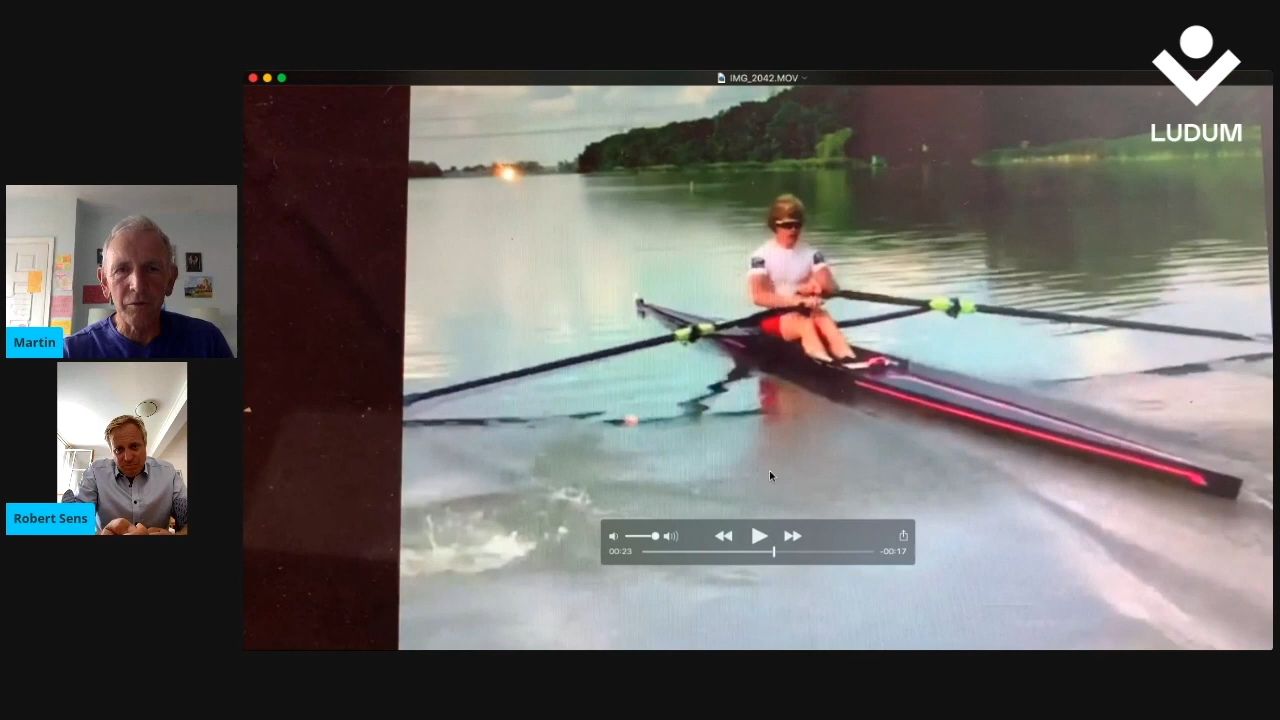 IMG_2042.MOV
LUDUM
Martin
Robert Sens
00:23
-00:17